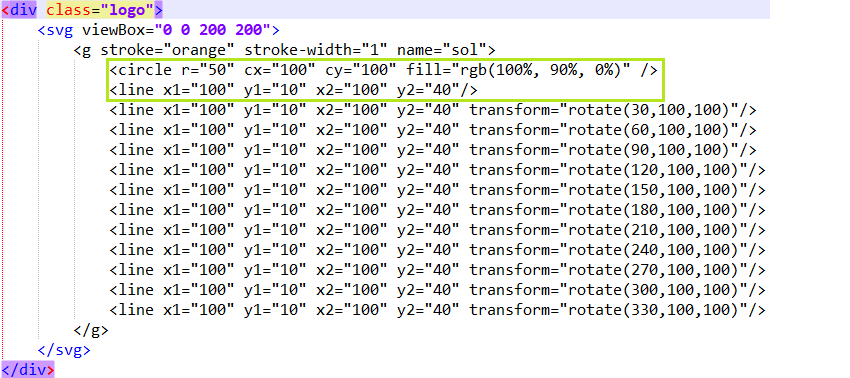 <div class="logo">
<svg viewBox="0 0 200 200">
<g stroke="orange" stroke-width="1" name="sol">
<circle r="50" cx="100" cy="100" fill="rgb(100%, 90%, 0%)" />
<line x1="100" y1="10" x2="100" y2="40"/>
<line x1="100" y1="10" x2="100" y2="40" transform="rotate(30,100,100)"/>
<line x1="100" y1="10" x2="100" y2="40" transform="rotate(60,100,100)"/>
<line x1="100" y1="10" x2="100" y2="40" transform="rotate(90,100,100)"/>
<line x1="100" y1="10" x2="100" y2="40" transform="rotate(120,100,100)"/>
<line x1="100" y1="10" x2="100" y2="40" transform="rotate(150,100,100)"/>
<line x1="100" y1="10" x2="100" y2="40" transform="rotate(180,100,100)"/>
<line x1="100" y1="10" x2="100" y2="40" transform="rotate(210,100,100)"/>
<line x1="100" y1="10" x2="100" y2="40" transform="rotate(240,100,100)"/>
<line x1="100" y1="10" x2="100" y2="40" transform="rotate(270,100,100)"/>
<line x1="100" y1="10" x2="100" y2="40" transform="rotate(300,100,100)"/>
<line x1="100" y1="10" x2="100" y2="40" transform="rotate(330,100,100)"/>
</g>
</svg>
</div>